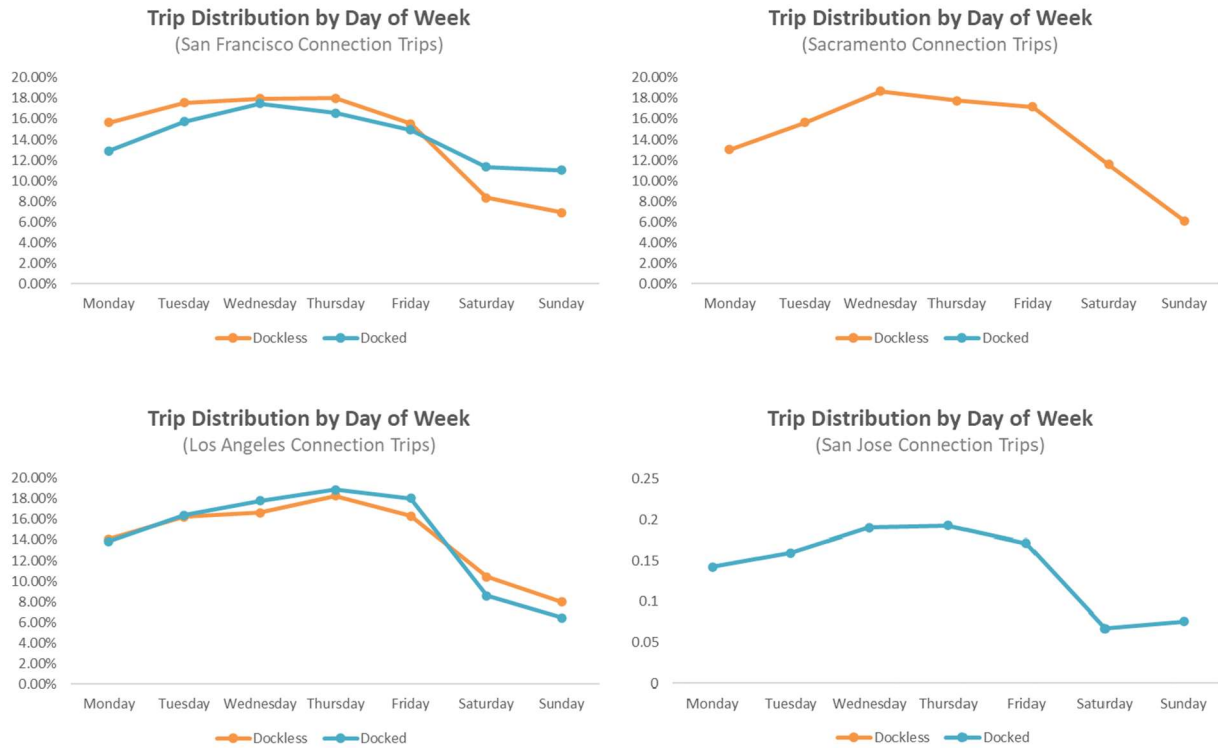 Trip Distribution by Day of Week
(San Francisco Connection Trips)
20.00%
18.00%
16.00%
14.00%
12.00%
10.00%
8.00%
6.00%
4.00%
2.00%
0.00%
Monday Tuesday Wednesday Thursday Friday Saturday Sunday
Dockless Docked
Trip Distribution by Day of Week
(Sacramento Connection Trips)
20.00%
18.00%
16.00%
14.00%
12.00%
10.00%
8.00%
6.00%
4.00%
2.00%
0.00%
Monday Tuesday Wednesday Thursday Friday Saturday Sunday
Dockless Docked
Trip Distribution by Day of Week
(Los Angeles Connection Trips)
20.00%
18.00%
16.00%
14.00%
12.00%
10.00%
8.00%
6.00%
4.00%
2.00%
0.00%
Monday Tuesday Wednesday Thursday Friday Saturday Sunday
Dockless Docked
Trip Distribution by Day of Week
(San Jose Connection Trips)
0.25
0.2
0.15
0.1
0.05
0
Monday Tuesday Wednesday Thursday Friday Saturday Sunday
Dockless Docked